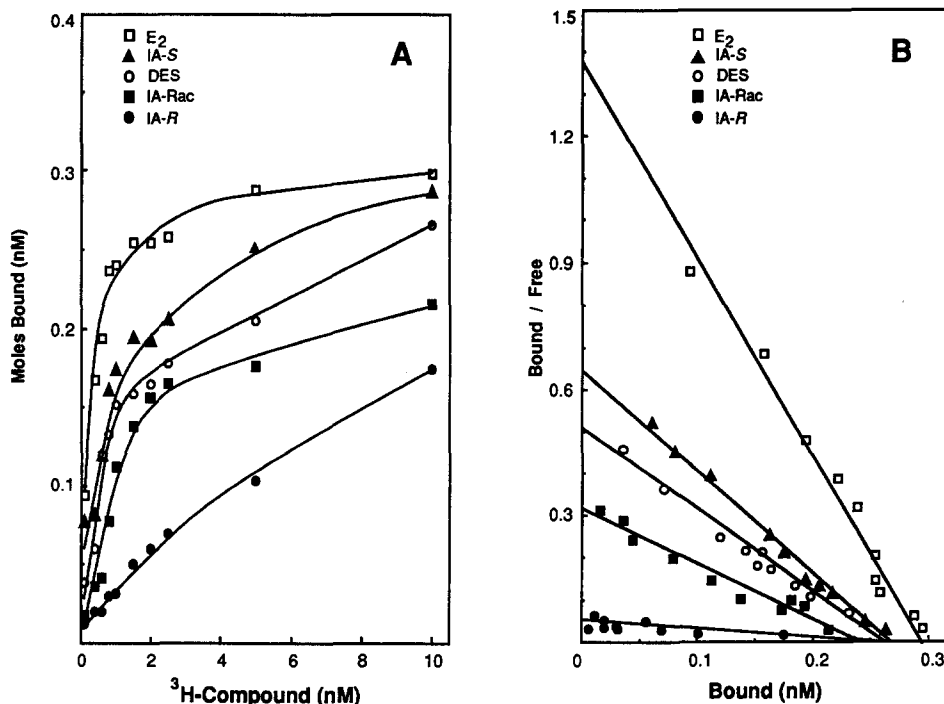 A
E2
IA-S
DES
IA-Rac
IA-R
0.4
0.3
0.2
0.1
Moles Bound (nM)
0
2
4
6
8
10
³H-Compound (nM)
B
E2
IA-S
DES
IA-Rac
IA-R
1.5
1.2
0.9
0.6
0.3
Bound / Free
0
0.1
0.2
0.3
Bound (nM)